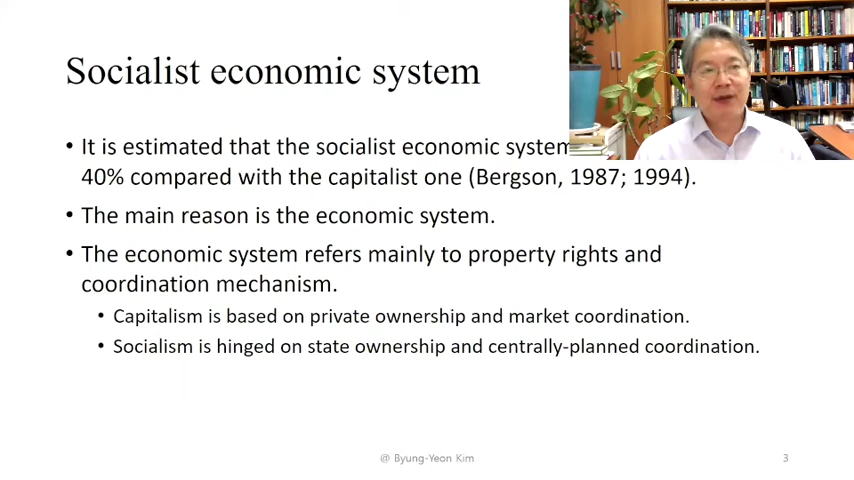 Socialist economic system
• It is estimated that the socialist economic system
40% compared with the capitalist one (Bergson, 1987; 1994).
• The main reason is the economic system.
• The economic system refers mainly to property rights and
coordination mechanism.
• Capitalism is based on private ownership and market coordination.
• Socialism is hinged on state ownership and centrally-planned coordination.
@ Byung-Yeon Kim
3